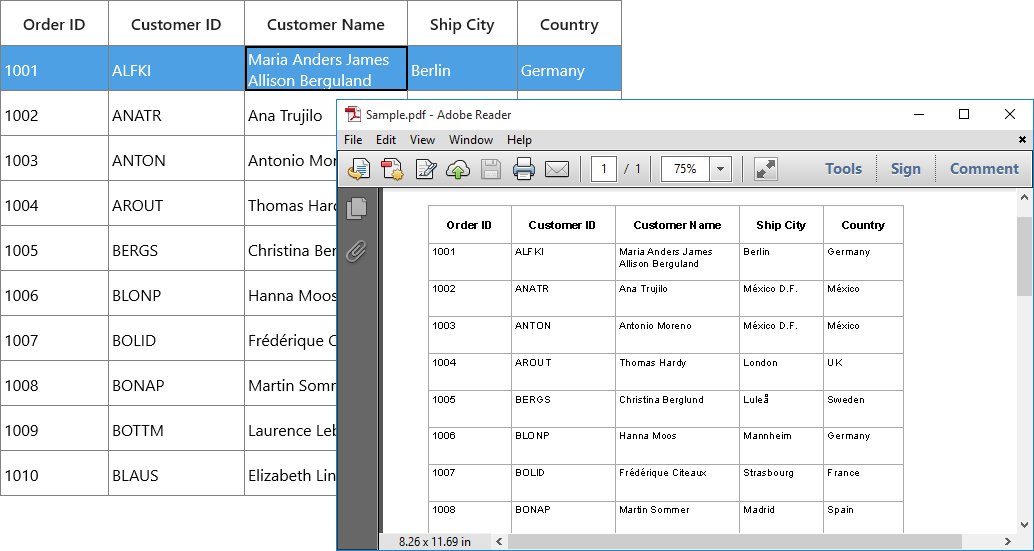 Order ID Customer ID Customer Name Ship City Country
1001 ALFKI Maria Anders James Berlin Germany
Allison Berguland
1002 ANATR Ana Trujilo
1003 ANTON Antonio Mor
1004 AROUT Thomas Hard
1005 BERGS Christina Ber
1006 BLONP Hanna Moos
1007 BOLID Frédérique C
1008 BONAP Martin Somm
1009 BOTTM Laurence Leb
1010 BLAUS Elizabeth Lin
Sample.pdf - Adobe Reader
File Edit View Window Help
1 / 1 75% Tools Sign Comment
Order ID Customer ID Customer Name Ship City Country
1001 ALFKI Maria Anders James Berlin Germany
Allison Berguland
1002 ANATR Ana Trujilo México D.F. México
1003 ANTON Antonio Moreno México D.F. México
1004 AROUT Thomas Hardy London UK
1005 BERGS Christina Berglund Luleå Sweden
1006 BLONP Hanna Moos Mannheim Germany
1007 BOLID Frédérique Citeaux Strasbourg France
1008 BONAP Martin Sommer Madrid Spain
8.26 x 11.69 in